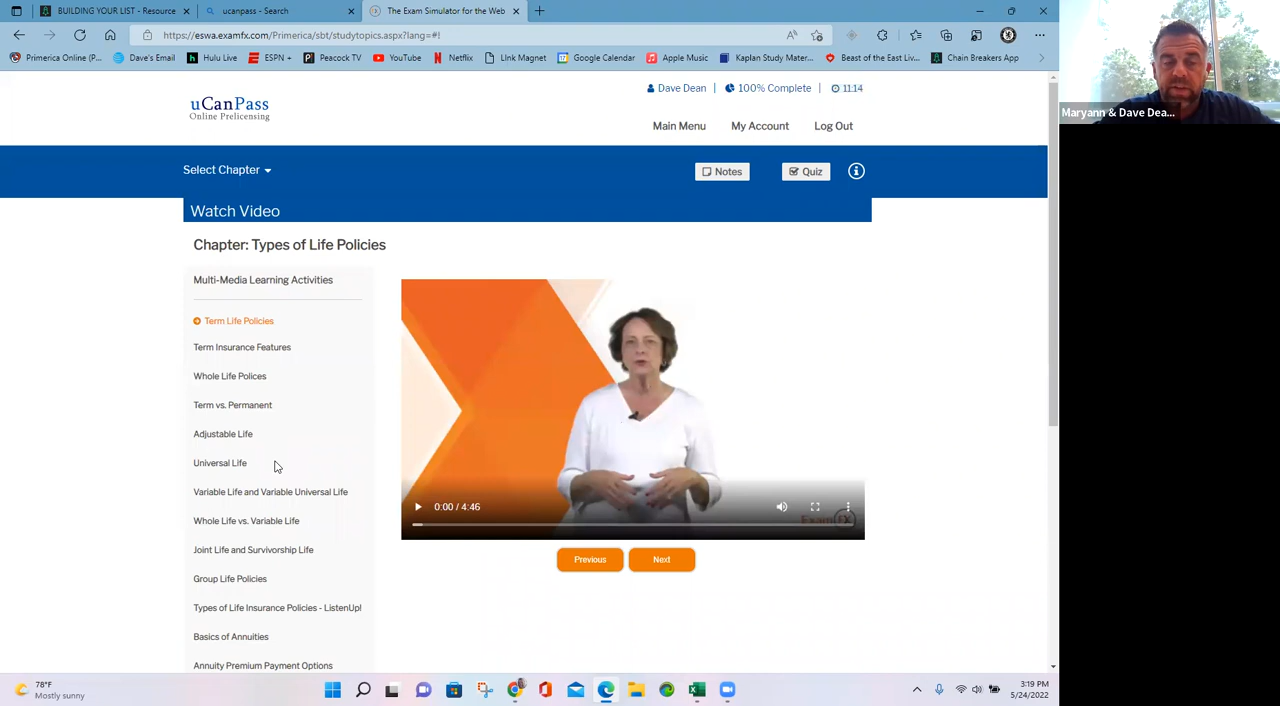 BUILDING YOUR LIST - Resource
ucanpass - Search
The Exam Simulator for the Web
https://eswa.examfx.com/Primerica/sbt/studytopics.aspx?lang=#!
Primerica Online (P...
Dave's Email
Hulu Live
ESPN +
Peacock TV
YouTube
Netflix
LInk Magnet
Google Calendar
Apple Music
Kaplan Study Mater...
Beast of the East Liv...
Chain Breakers App
uCanPass
Online Prelicensing
Dave Dean
100% Complete
11:14
Main Menu
My Account
Log Out
Select Chapter
Notes
Quiz
Watch Video
Chapter: Types of Life Policies
Multi-Media Learning Activities
Term Life Policies
Term Insurance Features
Whole Life Polices
Term vs. Permanent
Adjustable Life
Universal Life
Variable Life and Variable Universal Life
Whole Life vs. Variable Life
Joint Life and Survivorship Life
Group Life Policies
Types of Life Insurance Policies - ListenUp!
Basics of Annuities
Annuity Premium Payment Options
0:00 / 4:46
Exam FX
Previous
Next
Maryann & Dave Dea...
78°F
Mostly sunny
3:19 PM
5/24/2022